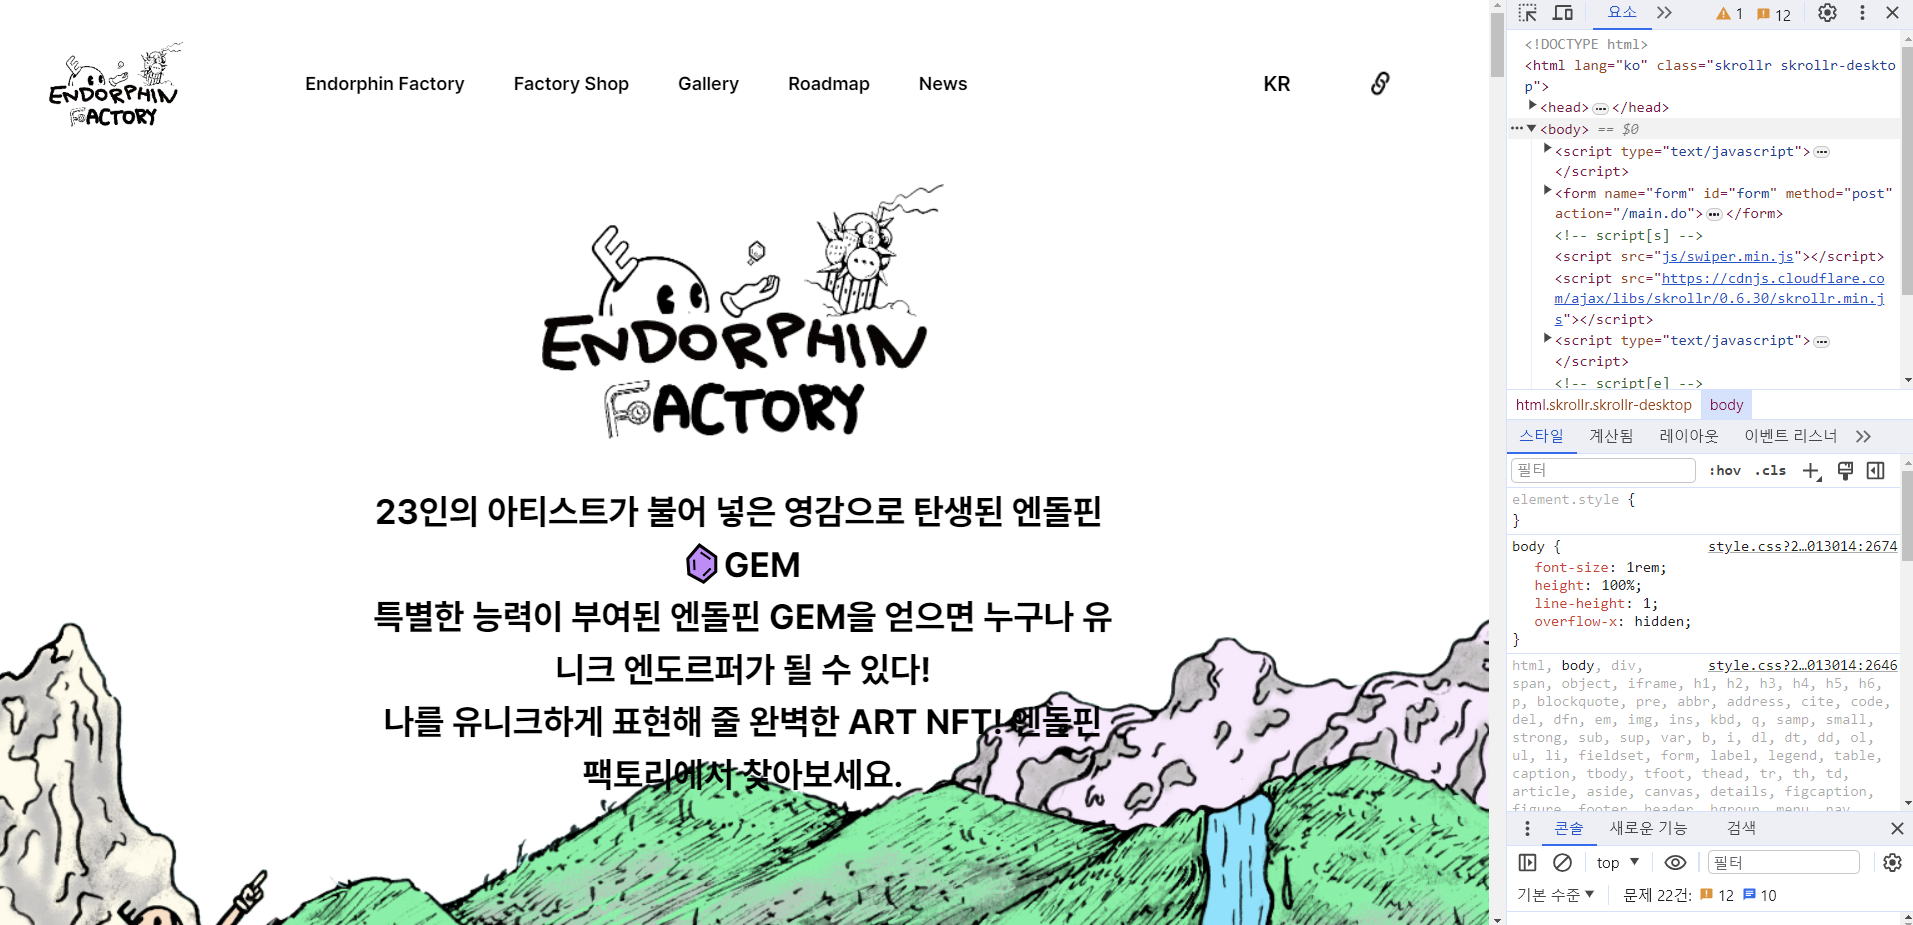 ENDORPHIN
FACTORY
Endorphin Factory
Factory Shop
Gallery
Roadmap
News
KR
ENDORPHIN
FACTORY
23인의 아티스트가 불어 넣은 영감으로 탄생된 엔돌핀
GEM
특별한 능력이 부여된 엔돌핀 GEM을 얻으면 누구나 유
니크 엔도르퍼가 될 수 있다!
나를 유니크하게 표현해 줄 완벽한 ART NFT! 엔돌핀
팩토리에서 찾아보세요.
요소
1
12
<!DOCTYPE html>
<html lang="ko" class="skrollr skrollr-deskto
p">
<head>…</head>
<body> == $0
<script type="text/javascript">…
</script>
<form name="form" id="form" method="post"
action="/main.do">…</form>
<!-- script[s] -->
<script src="js/swiper.min.js"></script>
<script src="https://cdnjs.cloudflare.co
m/ajax/libs/skrollr/0.6.30/skrollr.min.j
s"></script>
<script type="text/javascript">…
</script>
<!-- script[e] -->
html.skrollr.skrollr-desktop
body
스타일
계산됨
레이아웃
이벤트 리스너
필터
:hov
.cls
element.style {
}
body {
style.css?2…013014:2674
font-size: 1rem;
height: 100%;
line-height: 1;
overflow-x: hidden;
}
html, body, div,
style.css?2…013014:2646
span, object, iframe, h1, h2, h3, h4, h5, h6,
p, blockquote, pre, abbr, address, cite, code,
del, dfn, em, img, ins, kbd, q, samp, small,
strong, sub, sup, var, b, i, dl, dt, dd, ol,
ul, li, fieldset, form, label, legend, table,
caption, tbody, tfoot, thead, tr, th, td,
article, aside, canvas, details, figcaption,
figure, footer, header, hgroup, menu, nav,
콘솔
새로운 기능
검색
top
필터
기본 수준
문제 22건:
12
10